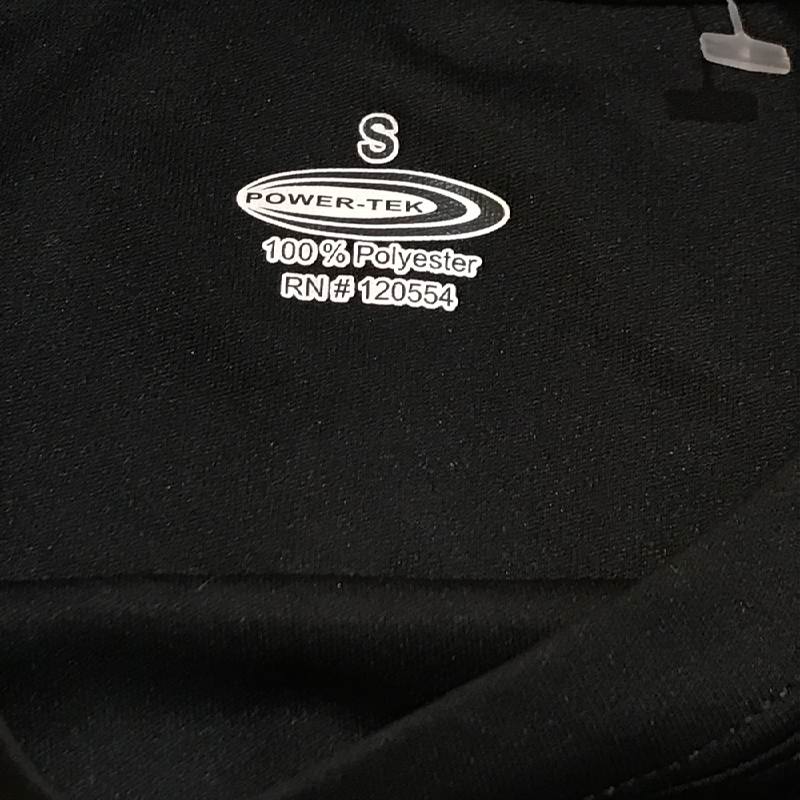 S
POWER-TEK
100 % Polyester
RN # 120554